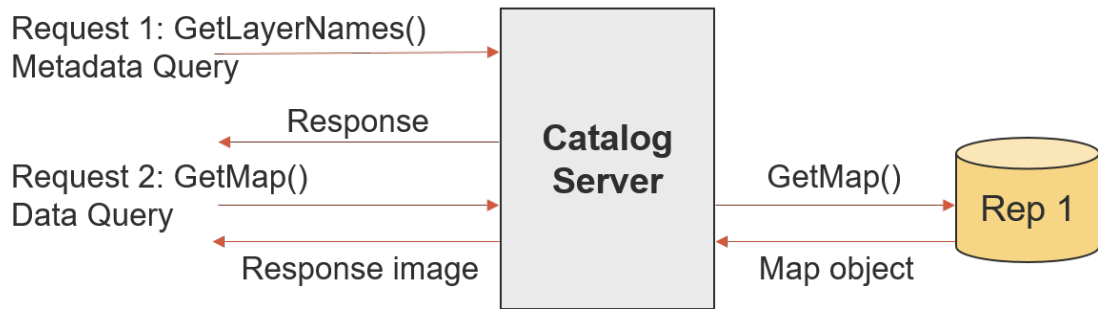 Request 1: GetLayerNames()
Metadata Query
Response
Request 2: GetMap()
Data Query
Response image
Catalog
Server
GetMap()
Map object
Rep 1